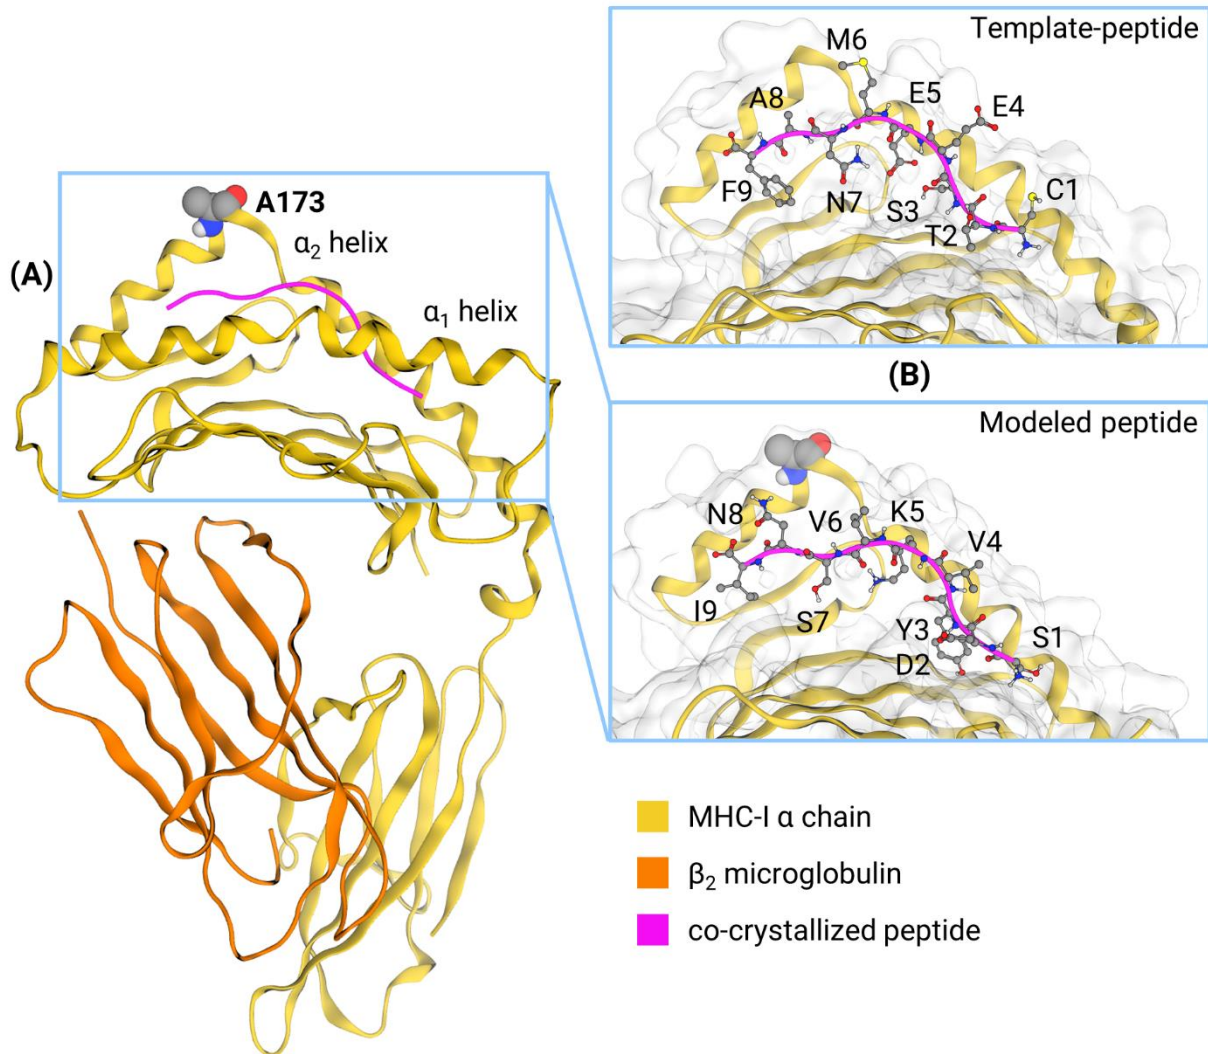 (A)
A173
α₂ helix
α₁ helix
Template-peptide
M6
E5
E4
A8
C1
F9
N7
S3
T2
(B)
Modeled peptide
N8
V6
K5
V4
I9
S7
Y3
S1
D2
MHC-I α chain
β₂ microglobulin
co-crystallized peptide